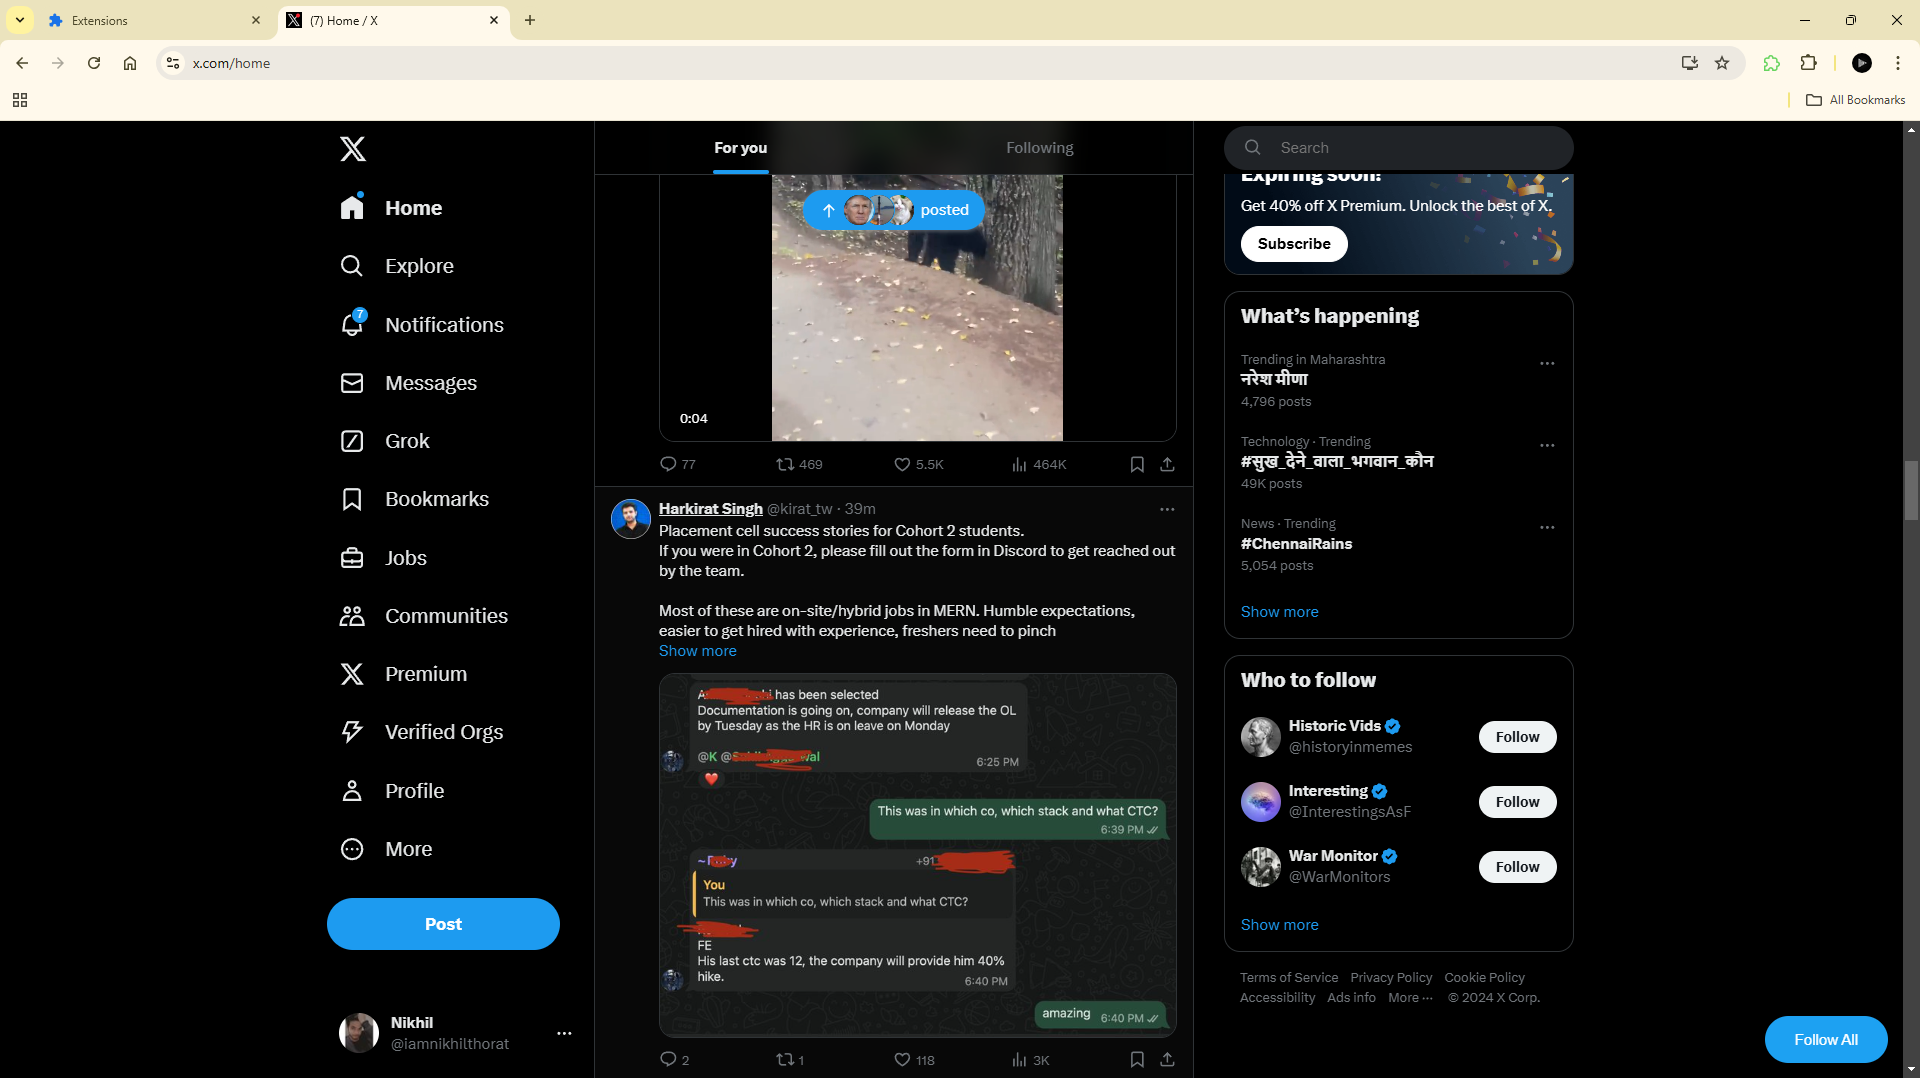 Extensions
(7) Home / X
x.com/home
All Bookmarks
Home
Explore
7
Notifications
Messages
Grok
Bookmarks
Jobs
Communities
Premium
Verified Orgs
Profile
More
Post
Nikhil
@iamnikhilthorat
For you
Following
posted
0:04
77
469
5.5K
464K
Harkirat Singh @kirat_tw · 39m
Placement cell success stories for Cohort 2 students.
If you were in Cohort 2, please fill out the form in Discord to get reached out
by the team.
Most of these are on-site/hybrid jobs in MERN. Humble expectations,
easier to get hired with experience, freshers need to pinch
Show more
has been selected
Documentation is going on, company will release the OL
by Tuesday as the HR is on leave on Monday
@K @
6:25 PM
This was in which co, which stack and what CTC?
6:39 PM
+91
You
This was in which co, which stack and what CTC?
FE
His last ctc was 12, the company will provide him 40%
hike.
6:40 PM
amazing
6:40 PM
2
1
118
3K
Search
Expiring soon!
Get 40% off X Premium. Unlock the best of X.
Subscribe
What's happening
Trending in Maharashtra
नरेश मीणा
4,796 posts
Technology · Trending
#सुख_देने_वाला_भगवान_कौन
49K posts
News · Trending
#ChennaiRains
5,054 posts
Show more
Who to follow
Historic Vids
@historyinmemes
Follow
Interesting
@InterestingsAsF
Follow
War Monitor
@WarMonitors
Follow
Show more
Terms of Service Privacy Policy Cookie Policy
Accessibility Ads info More ··· © 2024 X Corp.
Follow All